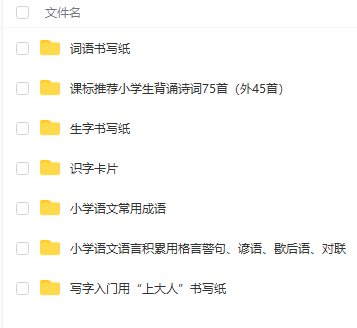 文件名
词语书写纸
课标推荐小学生背诵诗词75首（外45首）
生字书写纸
识字卡片
小学语文常用成语
小学语文语言积累用格言警句、谚语、歇后语、对联
写字入门用“上大人”书写纸